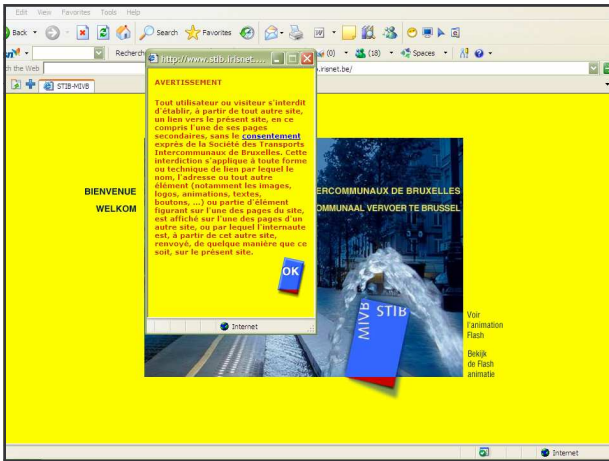 Edit View Favorites Tools Help
Back Search Favorites
Recherch (0) (18) Spaces
ch the Web .irisnet.be/
STIB-MIVB
http://www.stib.irisnet....
AVERTISSEMENT
Tout utilisateur ou visiteur s'interdit
d'établir, à partir de tout autre site,
un lien vers le présent site, en ce
compris l'une de ses pages
secondaires, sans le consentement
exprès de la Société des Transports
Intercommunaux de Bruxelles. Cette
interdiction s'applique à toute forme
ou technique de lien par lequel le
nom, l'adresse ou tout autre
élément (notamment les images,
logos, animations, textes,
boutons, ...) ou partie d'élément
figurant sur l'une des pages du site,
est affiché sur l'une des pages d'un
autre site, ou par lequel l'internaute
est, à partir de cet autre site,
renvoyé, de quelque manière que ce
soit, sur le présent site.
OK
Internet
BIENVENUE ERCOMMUNAUX DE BRUXELLES
WELKOM OMMUNAAL VERVOER TE BRUSSEL
STIB
MIVB
Voir
l'animation
Flash
Bekijk
de Flash
animatie
Internet